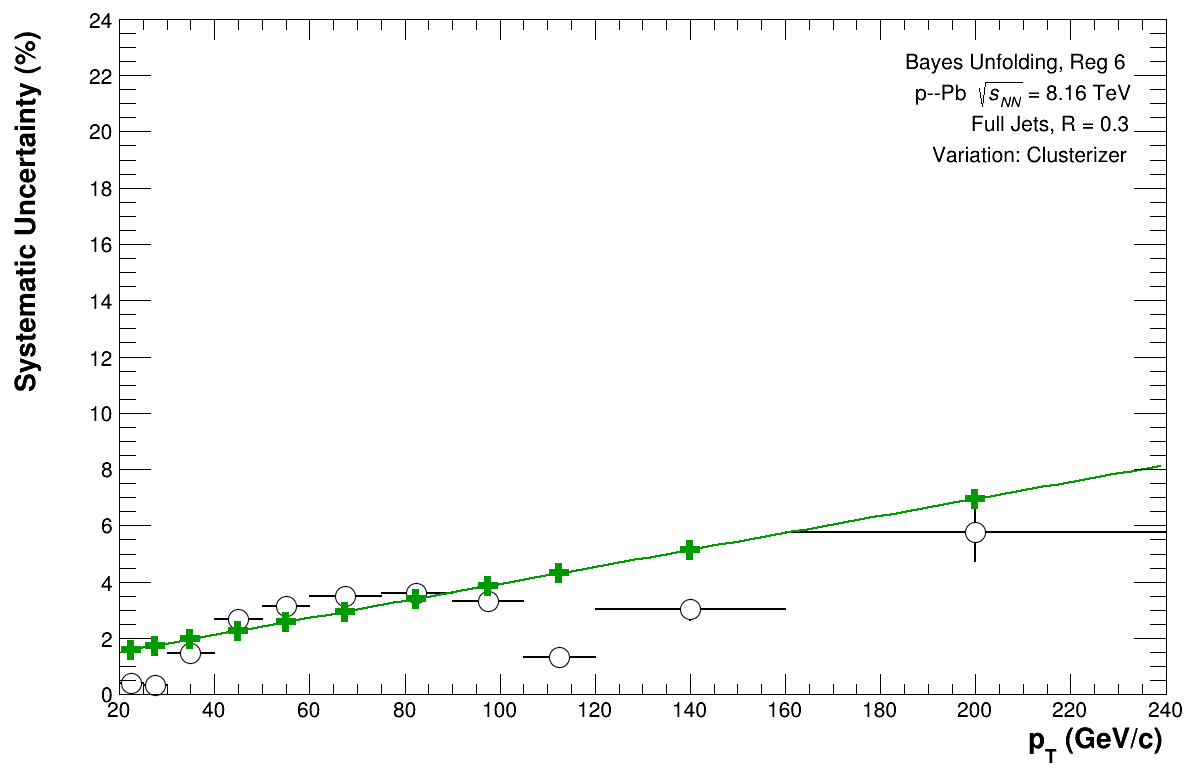 Systematic Uncertainty (%)
24
22
20
18
16
14
12
10
8
6
4
2
0
Bayes Unfolding, Reg 6
p--Pb √sNN = 8.16 TeV
Full Jets, R = 0.3
Variation: Clusterizer
20 40 60 80 100 120 140 160 180 200 220 240
pT (GeV/c)